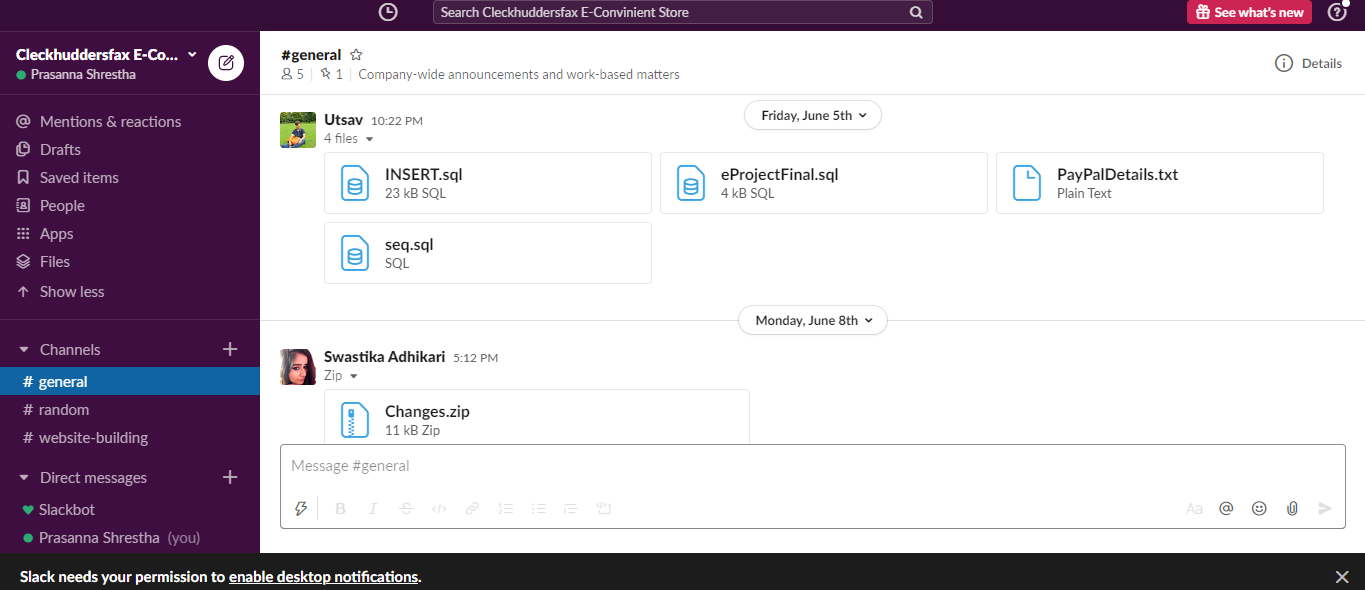 Search Cleckhuddersfax E-Convinient Store
See what's new
Cleckhuddersfax E-Co...
Prasanna Shrestha
Mentions & reactions
Drafts
Saved items
People
Apps
Files
Show less
Channels
# general
# random
# website-building
Direct messages
Slackbot
Prasanna Shrestha (you)
#general
5 | 1 | Company-wide announcements and work-based matters
Details
Friday, June 5th
Utsav 10:22 PM
4 files
INSERT.sql
23 kB SQL
eProjectFinal.sql
4 kB SQL
PayPalDetails.txt
Plain Text
seq.sql
SQL
Monday, June 8th
Swastika Adhikari 5:12 PM
Zip
Changes.zip
11 kB Zip
Message #general
B I S </> Aa @
Slack needs your permission to enable desktop notifications.